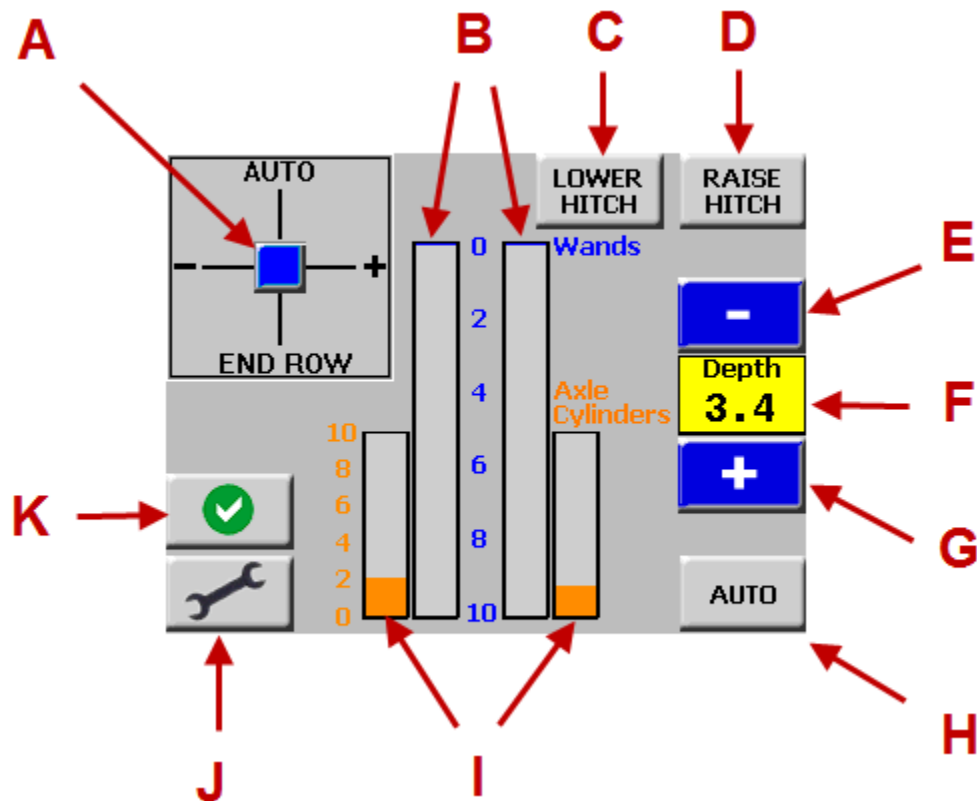 A
B
C
D
AUTO
LOWER
HITCH
RAISE
HITCH
- +
0 Wands
E
-
2
END ROW
Depth
4
Axle
Cylinders
3.4
F
10
8
6
+
K
6
4
8
G
2
AUTO
0
10
H
J
I